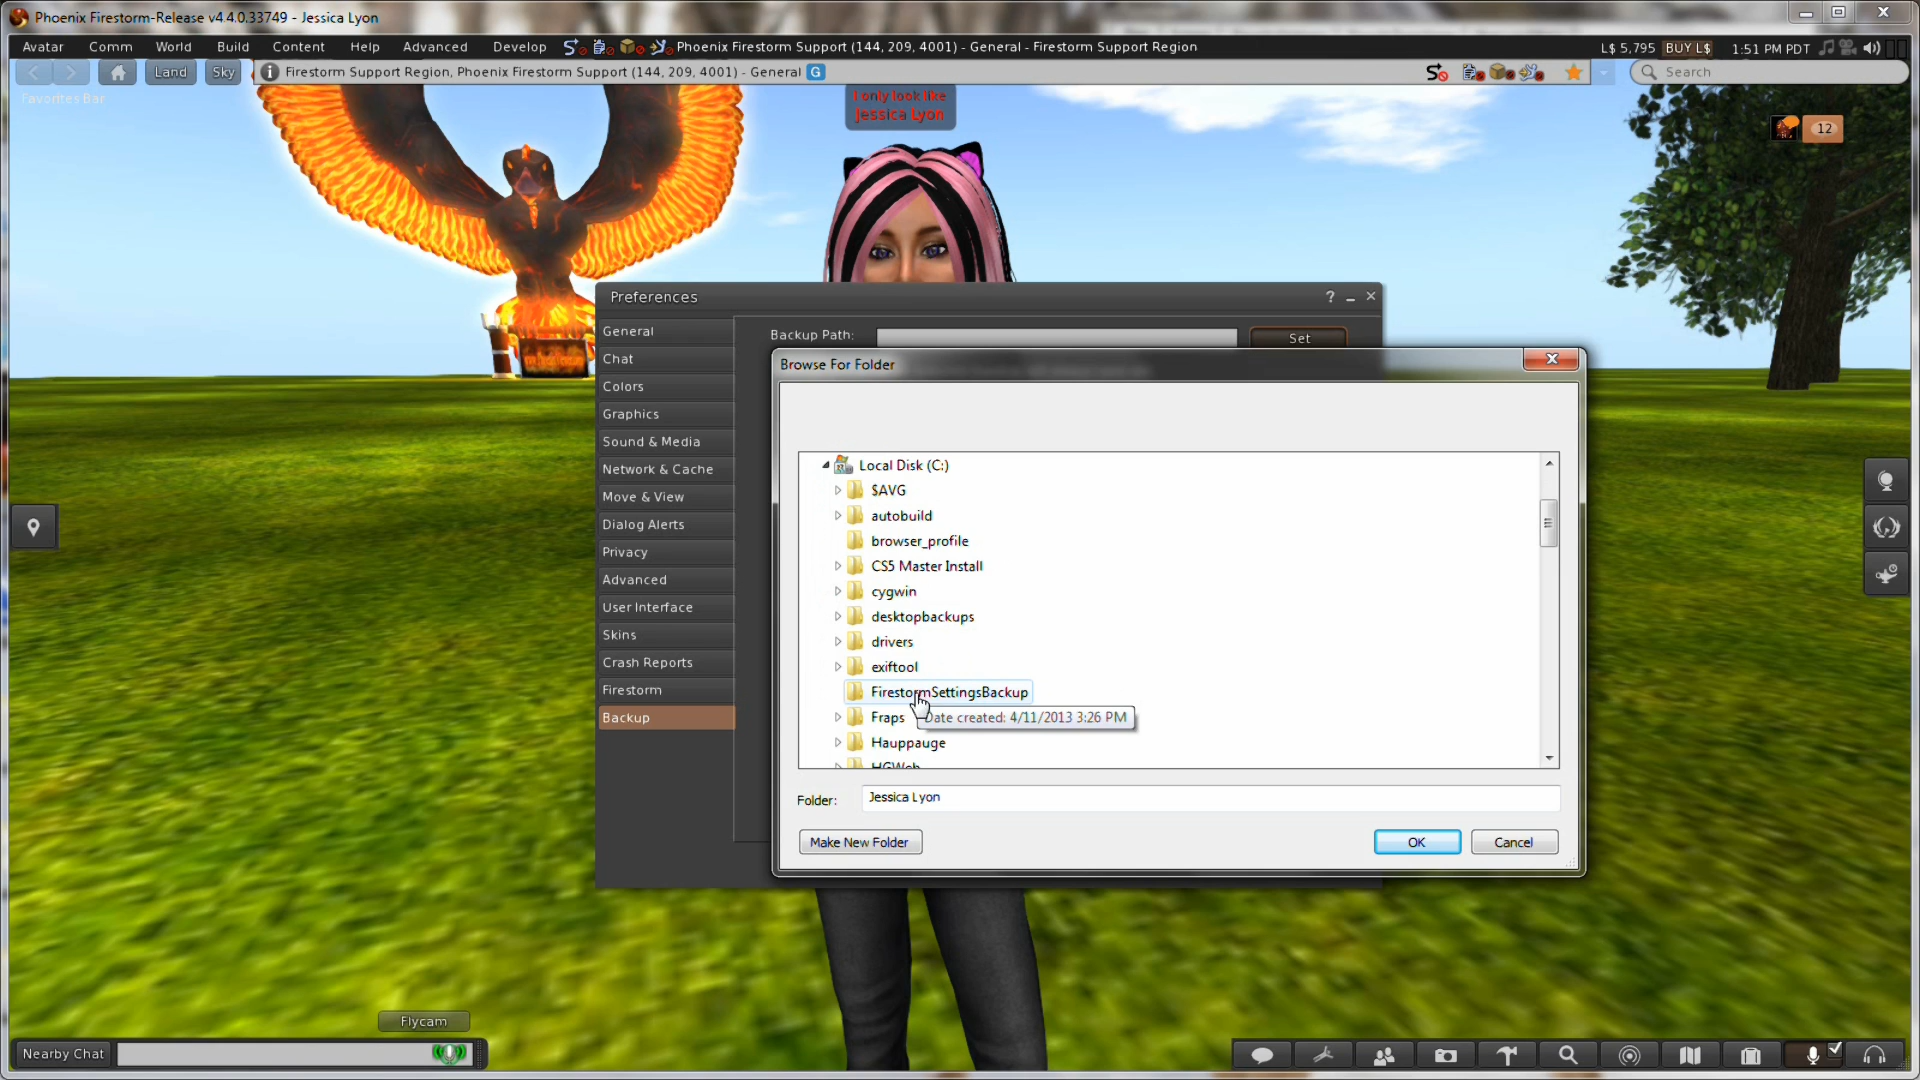 Phoenix Firestorm-Release v4.4.0.33749 - Jessica Lyon
Avatar Comm World Build Content Help Advanced Develop Phoenix Firestorm Support (144, 209, 4001) - General - Firestorm Support Region L$ 5,795 BUY L$ 1:51 PM PDT
Land Sky Firestorm Support Region, Phoenix Firestorm Support (144, 209, 4001) - General G Search
Favorites Bar
I only look like
Jessica Lyon
12
Preferences ?
General
Chat
Colors
Graphics
Sound & Media
Network & Cache
Move & View
Dialog Alerts
Privacy
Advanced
User Interface
Skins
Crash Reports
Firestorm
Backup
Backup Path: Set
Browse For Folder
Local Disk (C:)
$AVG
autobuild
browser_profile
CS5 Master Install
cygwin
desktopbackups
drivers
exiftool
FirestormSettingsBackup
Fraps
Date created: 4/11/2013 3:26 PM
Hauppauge
HGWeb
Folder: Jessica Lyon
Make New Folder OK Cancel
Flycam
Nearby Chat